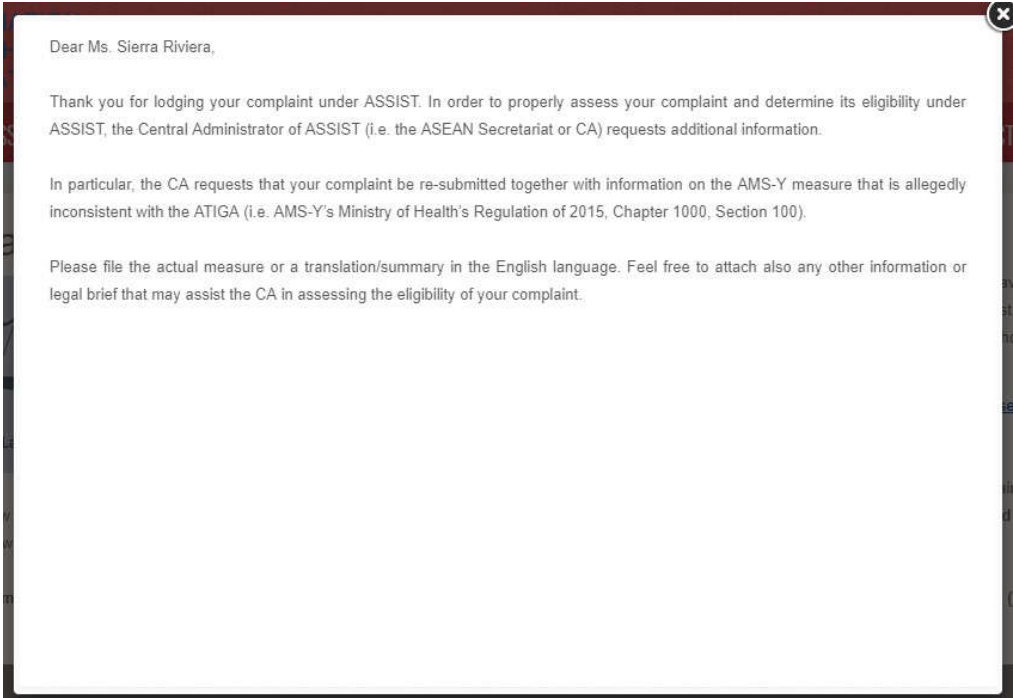 Dear Ms. Sierra Riviera,
Thank you for lodging your complaint under ASSIST. In order to properly assess your complaint and determine its eligibility under
ASSIST, the Central Administrator of ASSIST (i.e. the ASEAN Secretariat or CA) requests additional information.
In particular, the CA requests that your complaint be re-submitted together with information on the AMS-Y measure that is allegedly
inconsistent with the ATIGA (i.e. AMS-Y's Ministry of Health's Regulation of 2015, Chapter 1000, Section 100).
Please file the actual measure or a translation/summary in the English language. Feel free to attach also any other information or
legal brief that may assist the CA in assessing the eligibility of your complaint.